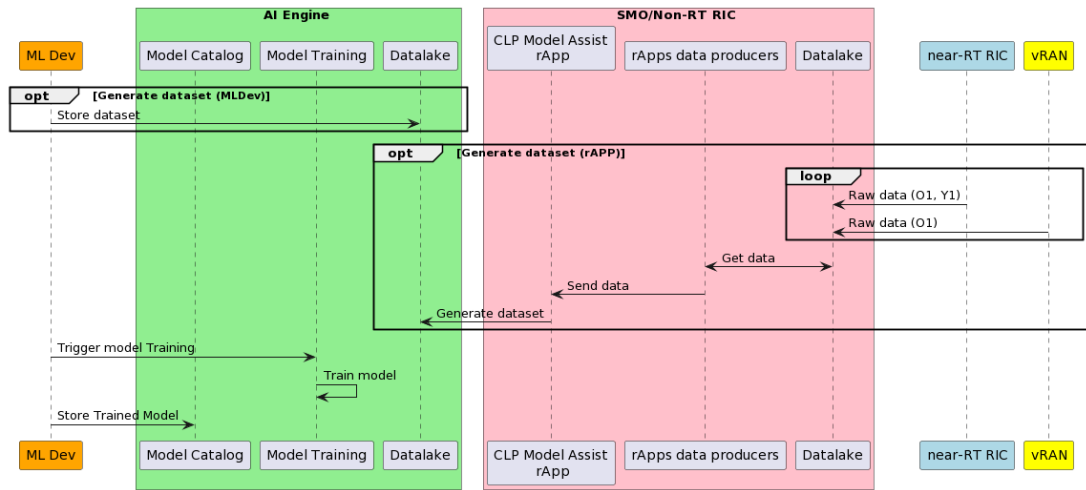 AI Engine
SMO/Non-RT RIC
ML Dev
Model Catalog
Model Training
Datalake
CLP Model Assist
rApp
rApps data producers
Datalake
near-RT RIC
vRAN
opt [Generate dataset (MLDev)]
Store dataset
opt [Generate dataset (rAPP)]
loop
Raw data (O1, Y1)
Raw data (O1)
Get data
Send data
Generate dataset
Trigger model Training
Train model
Store Trained Model
ML Dev
Model Catalog
Model Training
Datalake
CLP Model Assist
rApp
rApps data producers
Datalake
near-RT RIC
vRAN